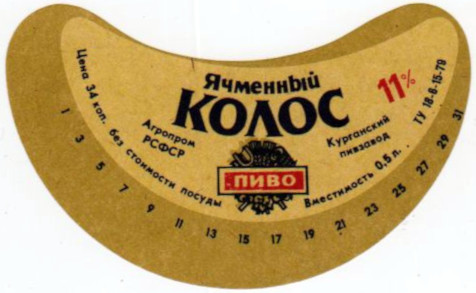 Ячменный
КОЛОС
11%
Агропром
РСФСР
Курганский
пивзавод
ПИВО
Цена 34 коп. без стоимости посуды
Вместимость 0,5 л.
ТУ 18-6-15-79
1 3 5 7 9 11 13 15 17 19 21 23 25 27 29 31